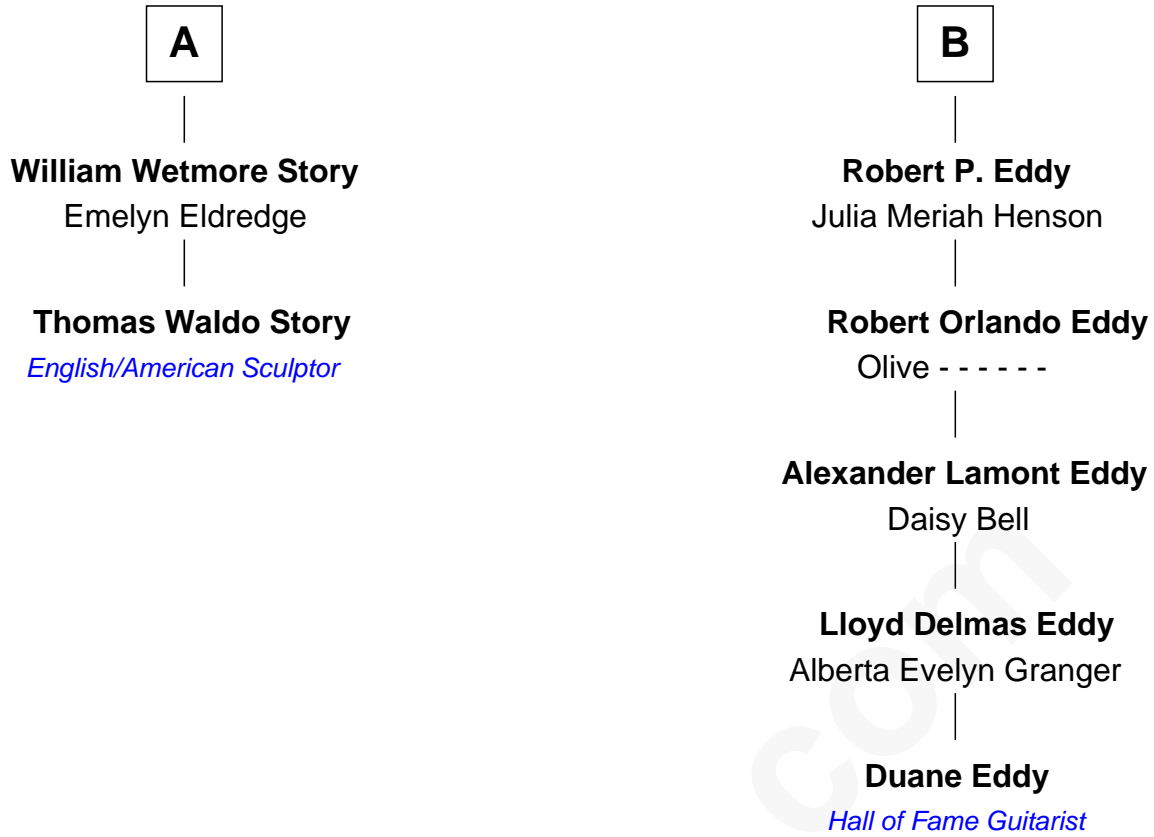 A
William Wetmore Story
Emelyn Eldredge
Thomas Waldo Story
English/American Sculptor
B
Robert P. Eddy
Julia Meriah Henson
Robert Orlando Eddy
Olive - - - - - -
Alexander Lamont Eddy
Daisy Bell
Lloyd Delmas Eddy
Alberta Evelyn Granger
Duane Eddy
Hall of Fame Guitarist
com